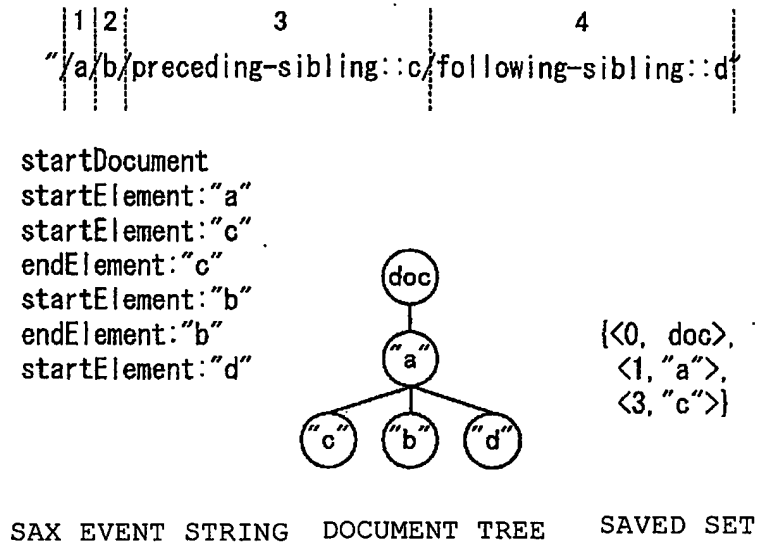 1 2 3 4
"/a/b/preceding-sibling::c/following-sibling::d"
startDocument
startElement:"a"
startElement:"c"
endElement:"c"
startElement:"b"
endElement:"b"
startElement:"d"
doc
"a"
"c" "b" "d"
{<0, doc>,
<1, "a">,
<3, "c">}
SAX EVENT STRING DOCUMENT TREE SAVED SET